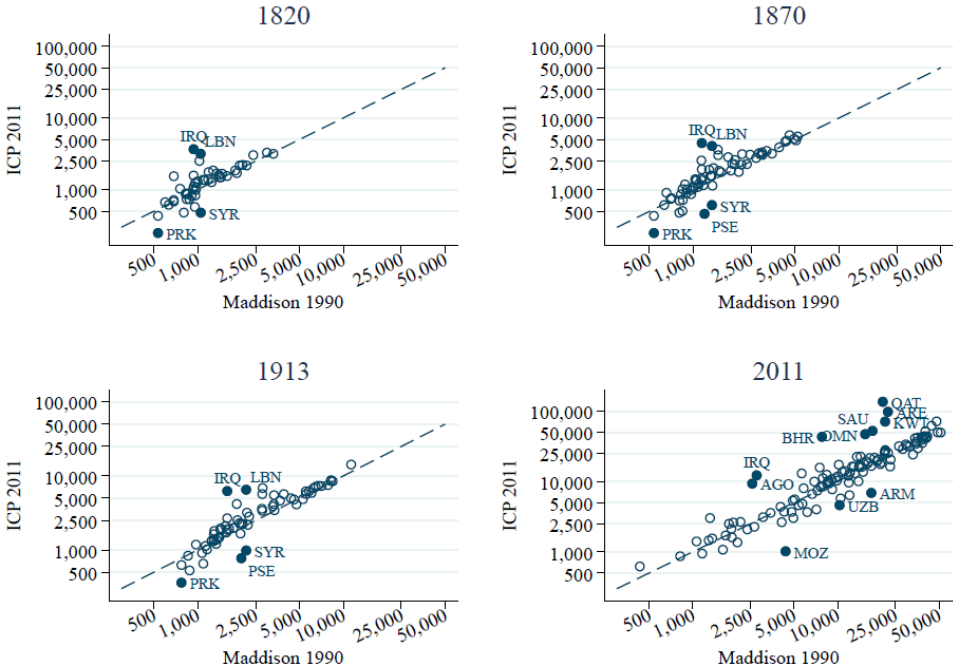 1820
ICP 2011
100,000
50,000
25,000
10,000
5,000
2,500
1,000
500
IRQ
LBN
SYR
PRK
500
1,000
2,500
5,000
10,000
25,000
50,000
Maddison 1990
1870
ICP 2011
100,000
50,000
25,000
10,000
5,000
2,500
1,000
500
IRQ
LBN
SYR
PSE
PRK
500
1,000
2,500
5,000
10,000
25,000
50,000
Maddison 1990
1913
ICP 2011
100,000
50,000
25,000
10,000
5,000
2,500
1,000
500
IRQ
LBN
SYR
PSE
PRK
500
1,000
2,500
5,000
10,000
25,000
50,000
Maddison 1990
2011
ICP 2011
100,000
50,000
25,000
10,000
5,000
2,500
1,000
500
QAT
ARE
SAU
KWT
BHR
OMN
IRQ
AGO
ARM
UZB
MOZ
500
1,000
2,500
5,000
10,000
25,000
50,000
Maddison 1990